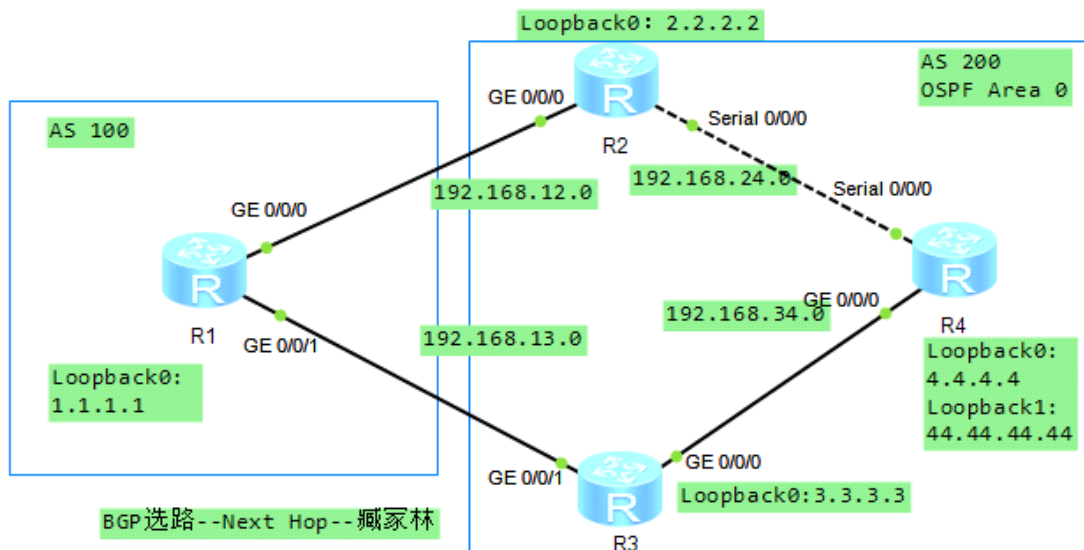 Loopback0: 2.2.2.2
AS 200
OSPF Area 0
GE 0/0/0
R
R2
Serial 0/0/0
AS 100
192.168.12.0
192.168.24.0
Serial 0/0/0
GE 0/0/0
R
R1
GE 0/0/1
192.168.13.0
192.168.34.0
GE 0/0/0
R
R4
Loopback0:
1.1.1.1
Loopback0:
4.4.4.4
Loopback1:
44.44.44.44
GE 0/0/1
GE 0/0/0
R
R3
Loopback0:3.3.3.3
BGP选路--Next Hop--臧冢林